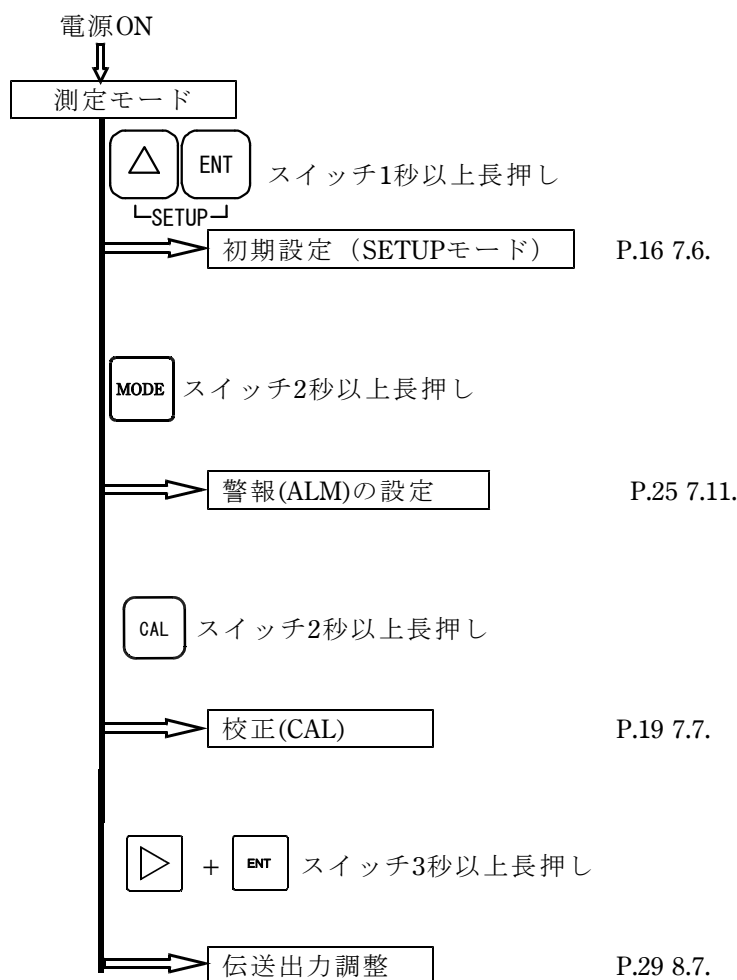 電源ON
測定モード
△ ENT スイッチ1秒以上長押し
SETUP
初期設定（SETUPモード） P.16 7.6.
MODE スイッチ2秒以上長押し
警報(ALM)の設定 P.25 7.11.
CAL スイッチ2秒以上長押し
校正(CAL) P.19 7.7.
▷ + ENT スイッチ3秒以上長押し
伝送出力調整 P.29 8.7.